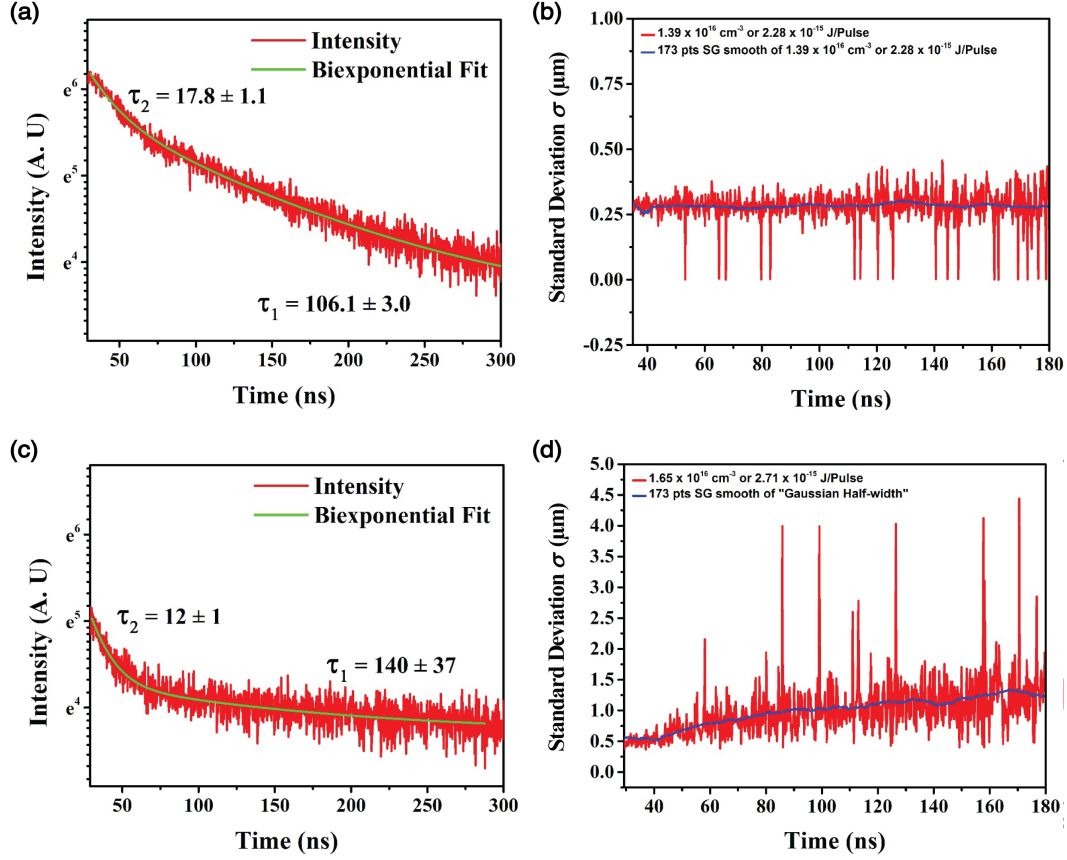 (a)
Intensity
Biexponential Fit
τ2 = 17.8 ± 1.1
τ1 = 106.1 ± 3.0
e⁶
e⁵
e⁴
Intensity (A. U)
50 100 150 200 250 300
Time (ns)
(b)
1.39 x 10¹⁶ cm⁻³ or 2.28 x 10⁻¹⁵ J/Pulse
173 pts SG smooth of 1.39 x 10¹⁶ cm⁻³ or 2.28 x 10⁻¹⁵ J/Pulse
1.00
0.75
0.50
0.25
0.00
-0.25
Standard Deviation σ (μm)
40 60 80 100 120 140 160 180
Time (ns)
(c)
Intensity
Biexponential Fit
τ2 = 12 ± 1
τ1 = 140 ± 37
e⁶
e⁵
e⁴
Intensity (A. U)
50 100 150 200 250 300
Time (ns)
(d)
1.65 x 10¹⁶ cm⁻³ or 2.71 x 10⁻¹⁵ J/Pulse
173 pts SG smooth of "Gaussian Half-width"
5.0
4.5
4.0
3.5
3.0
2.5
2.0
1.5
1.0
0.5
0.0
Standard Deviation σ (μm)
40 60 80 100 120 140 160 180
Time (ns)